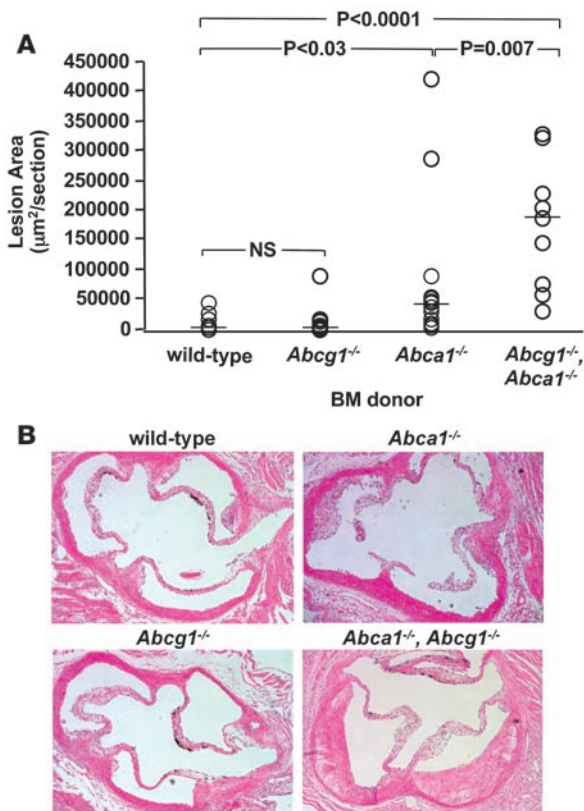 A
P<0.0001
P<0.03
P=0.007
Lesion Area
(μm²/section)
450000
400000
350000
300000
250000
200000
150000
100000
50000
0
NS
wild-type
Abcg1-/-
Abca1-/-
Abcg1-/-,
Abca1-/-
BM donor
B
wild-type
Abca1-/-
Abcg1-/-
Abca1-/-, Abcg1-/-